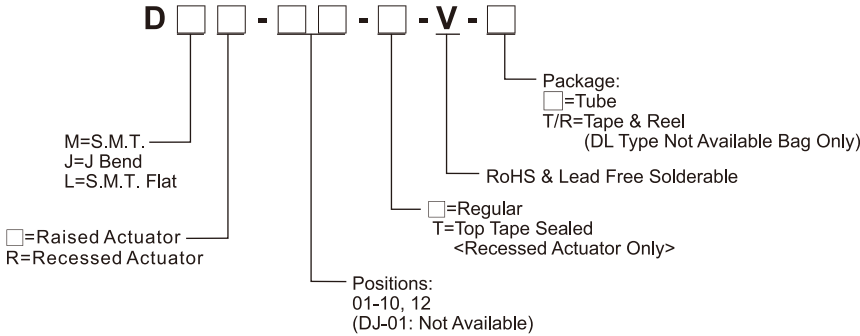 D□□-□□-□-V-□
Package:
□=Tube
T/R=Tape & Reel
(DL Type Not Available Bag Only)
M=S.M.T.
J=J Bend
L=S.M.T. Flat
RoHS & Lead Free Solderable
□=Regular
T=Top Tape Sealed
<Recessed Actuator Only>
□=Raised Actuator
R=Recessed Actuator
Positions:
01-10, 12
(DJ-01: Not Available)